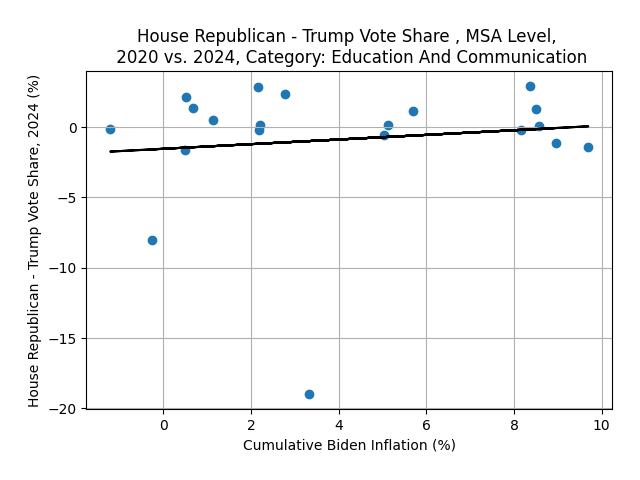 House Republican - Trump Vote Share , MSA Level,
2020 vs. 2024, Category: Education And Communication
House Republican - Trump Vote Share, 2024 (%)
0
−5
−10
−15
−20
0 2 4 6 8 10
Cumulative Biden Inflation (%)